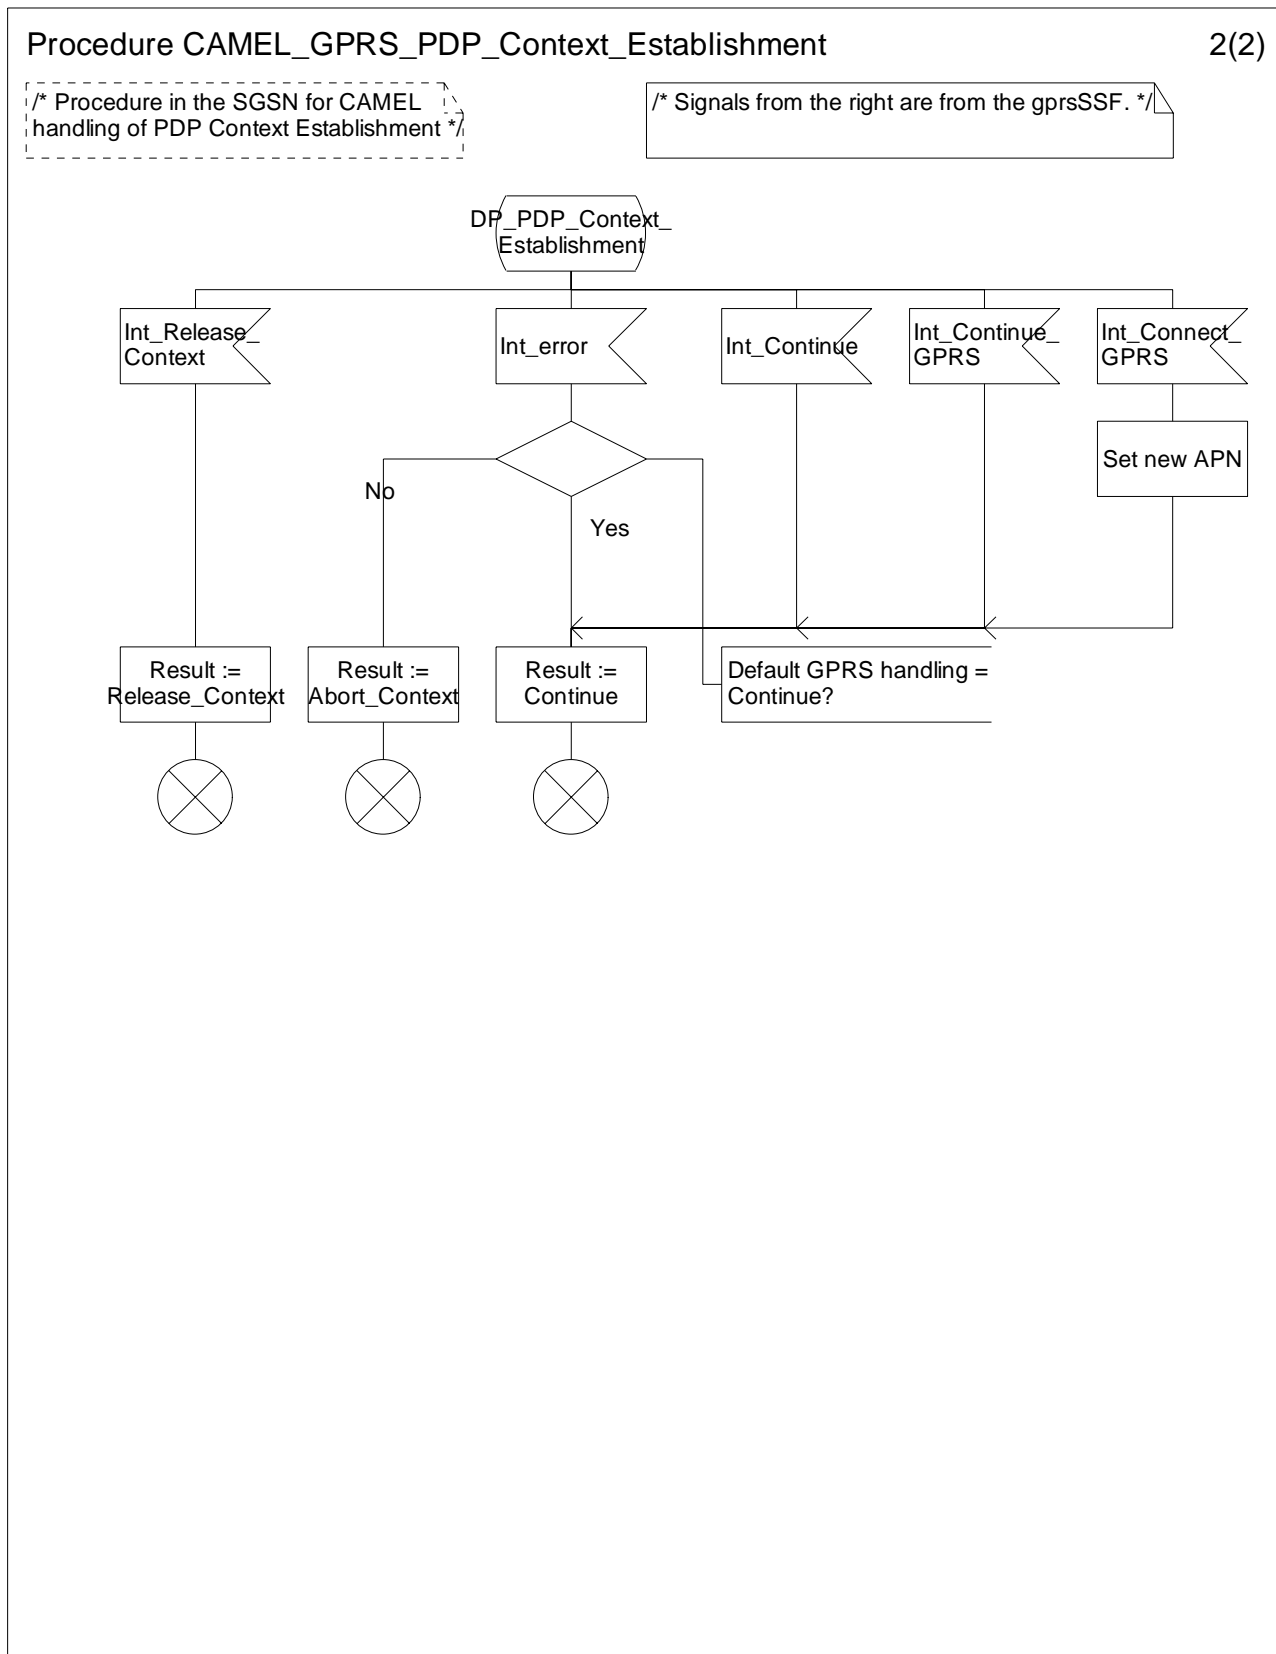 Procedure CAMEL_GPRS_PDP_Context_Establishment
2(2)
/* Procedure in the SGSN for CAMEL
handling of PDP Context Establishment */
/* Signals from the right are from the gprsSSF. */
DP_PDP_Context_
Establishment
Int_Release_
Context
Int_error
Int_Continue
Int_Continue_
GPRS
Int_Connect_
GPRS
Set new APN
No
Yes
Result :=
Release_Context
Result :=
Abort_Context
Result :=
Continue
Default GPRS handling =
Continue?